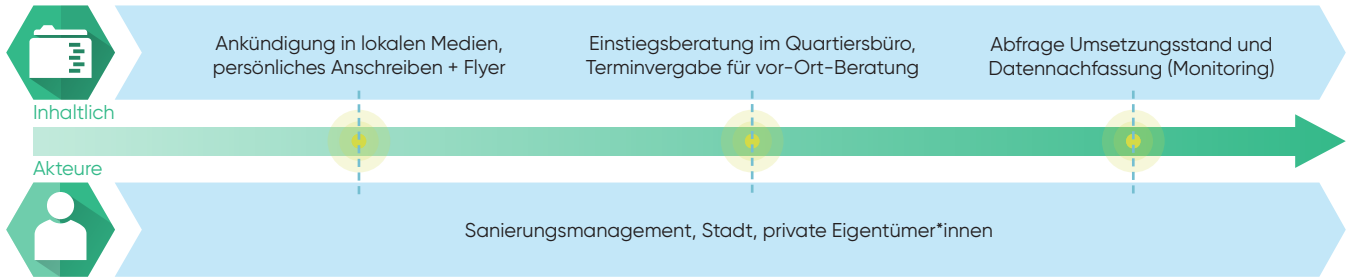 Ankündigung in lokalen Medien,
persönliches Anschreiben + Flyer
Einstiegsberatung im Quartiersbüro,
Terminvergabe für vor-Ort-Beratung
Abfrage Umsetzungsstand und
Datennachfassung (Monitoring)
Inhaltlich
Akteure
Sanierungsmanagement, Stadt, private Eigentümer*innen